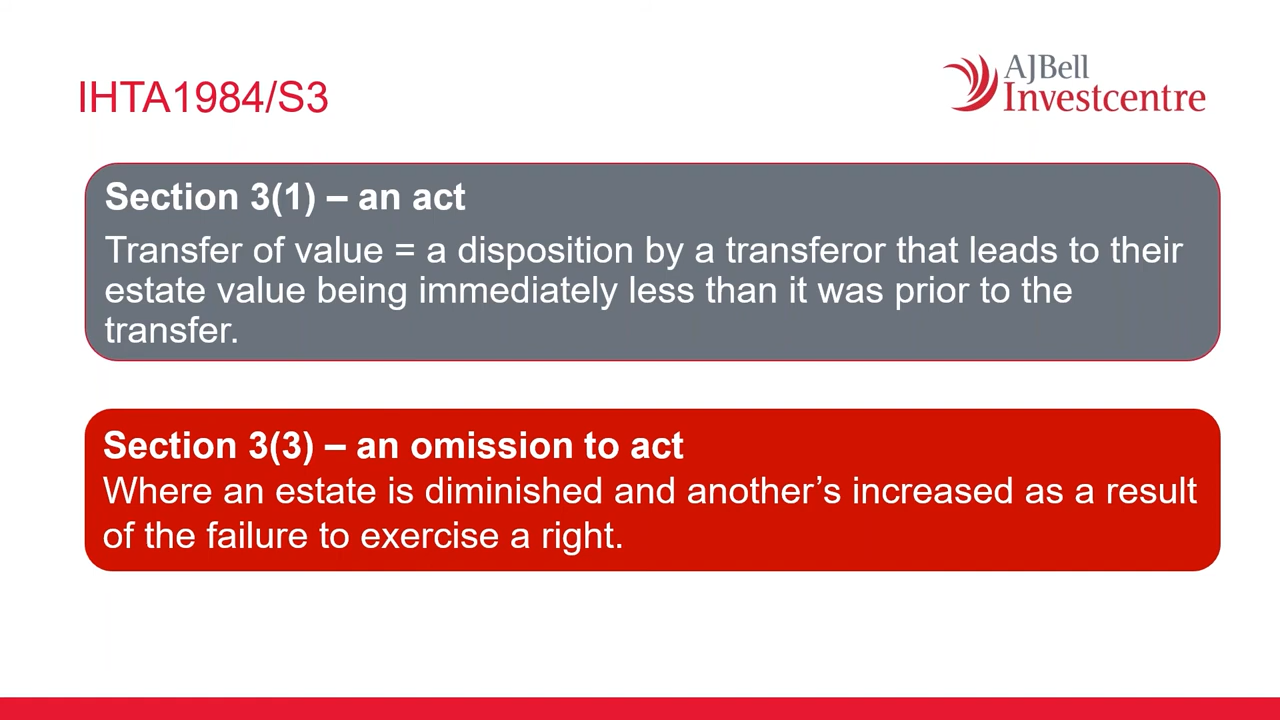 IHTA1984/S3
AJBell
Investcentre
Section 3(1) – an act
Transfer of value = a disposition by a transferor that leads to their
estate value being immediately less than it was prior to the
transfer.
Section 3(3) – an omission to act
Where an estate is diminished and another’s increased as a result
of the failure to exercise a right.